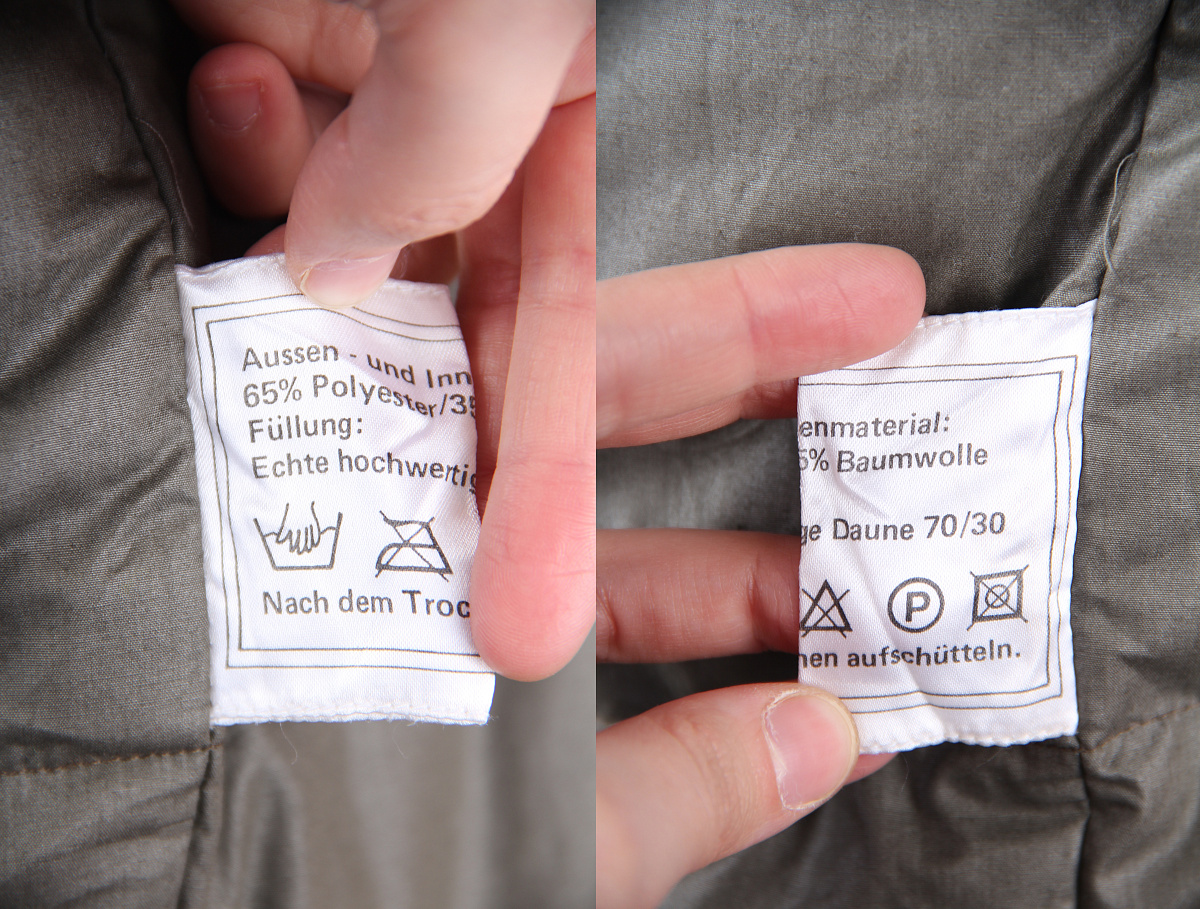 Aussen - und Inn
65% Polyester/35
Füllung:
Echte hochwertig
Nach dem Troc
enmaterial:
5% Baumwolle
ge Daune 70/30
P
nen aufschütteln.